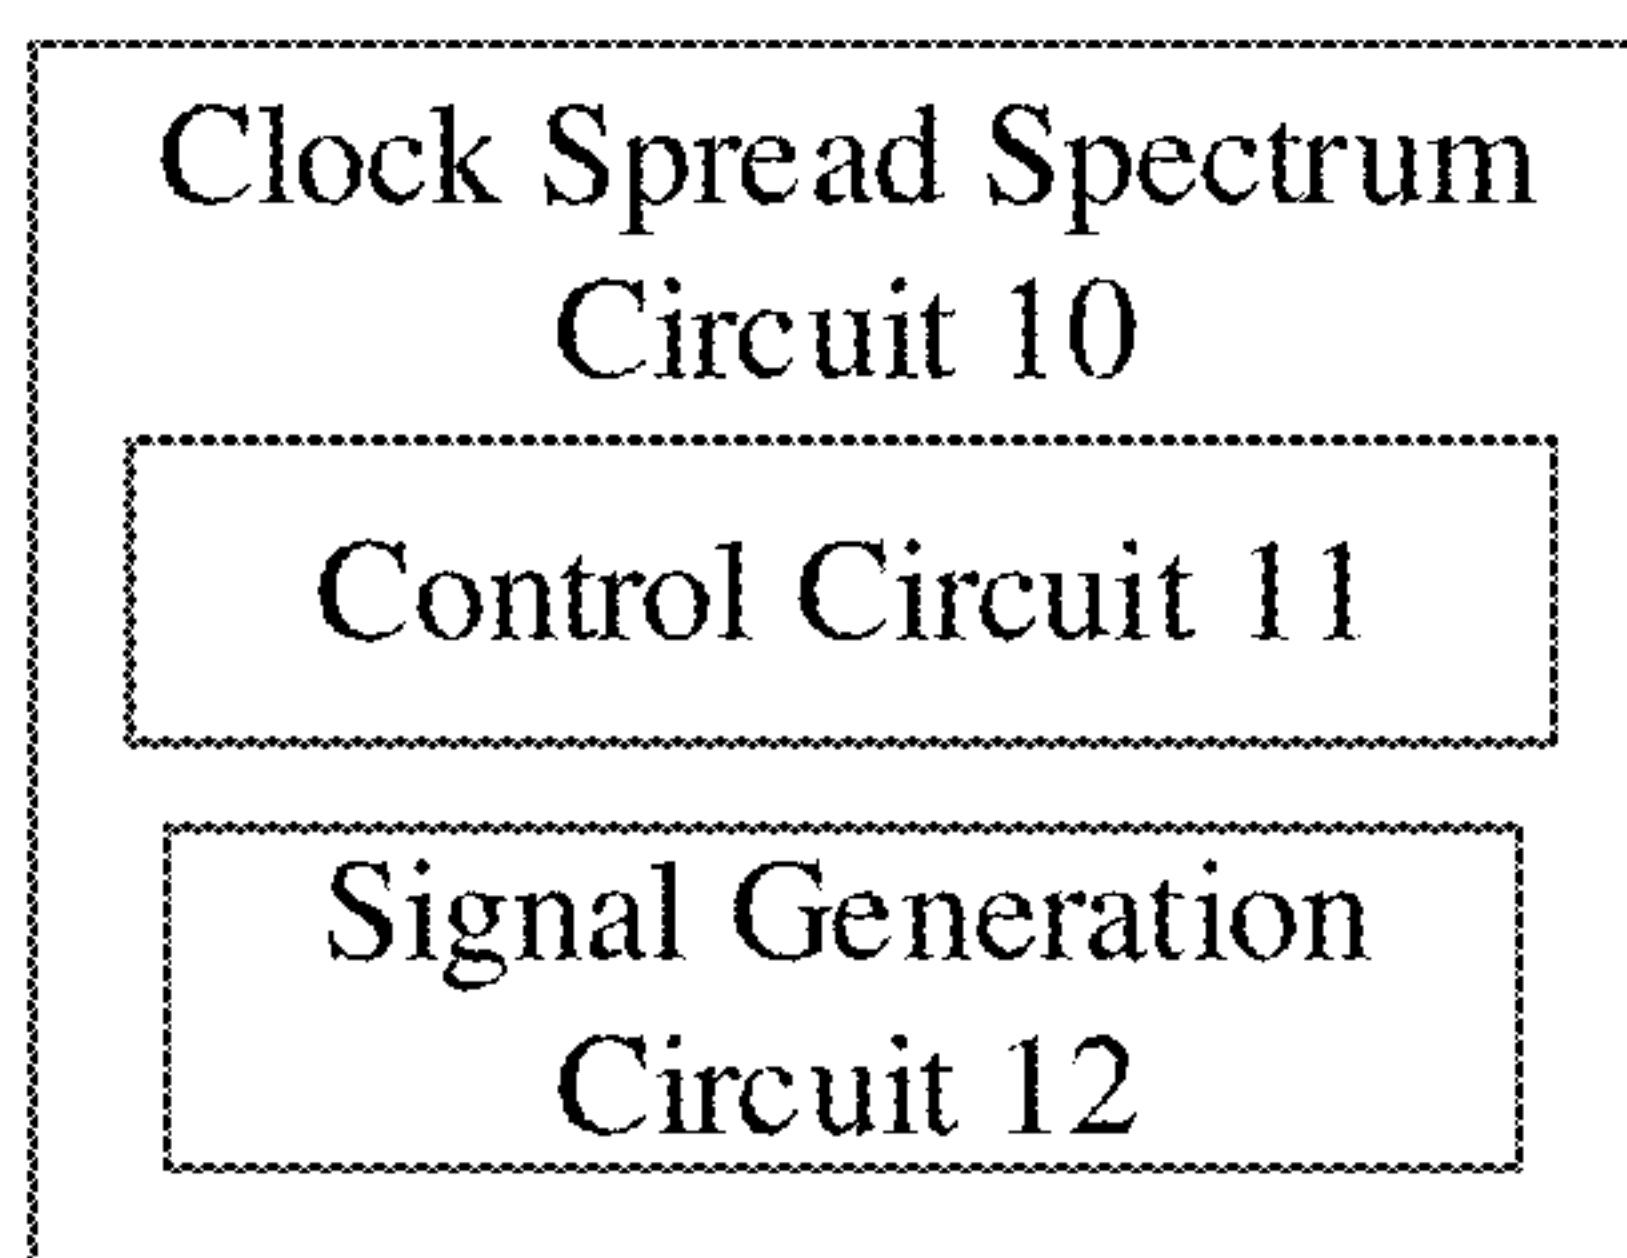 Clock Spread Spectrum
Circuit 10
Control Circuit 11
Signal Generation
Circuit 12